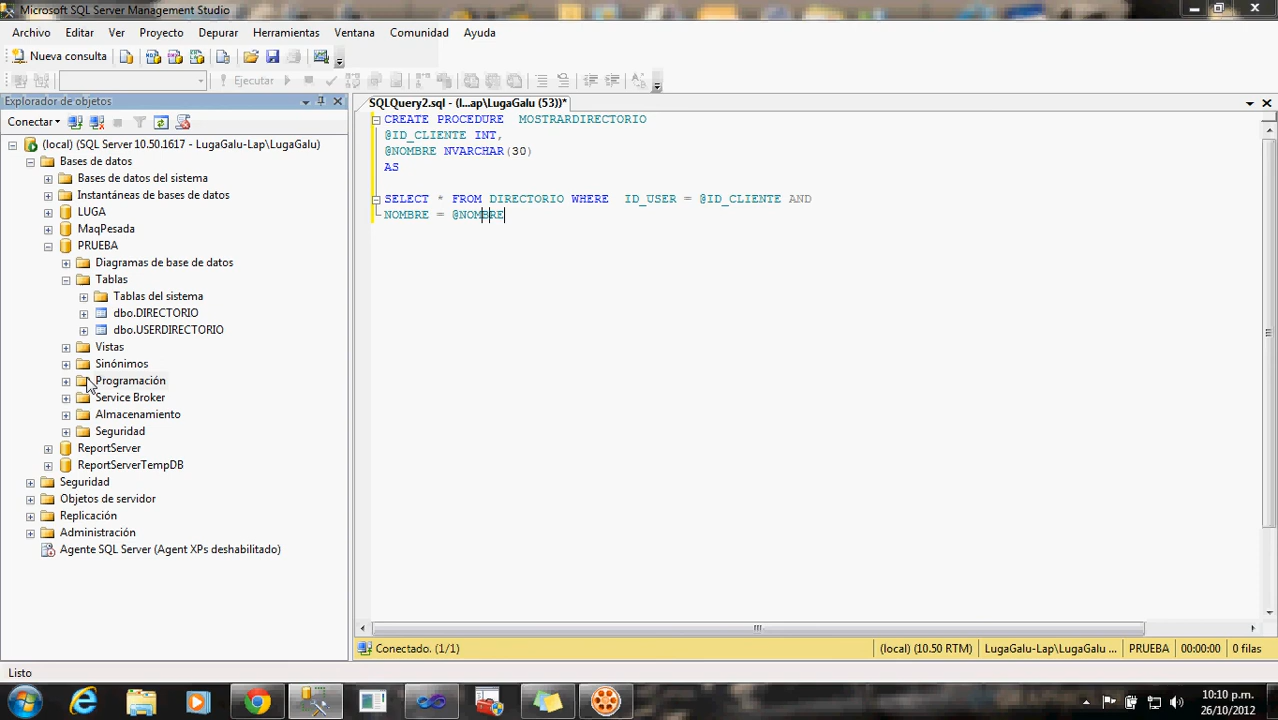 Microsoft SQL Server Management Studio
Archivo Editar Ver Proyecto Depurar Herramientas Ventana Comunidad Ayuda
Nueva consulta
Ejecutar
Explorador de objetos
Conectar
(local) (SQL Server 10.50.1617 - LugaGalu-Lap\LugaGalu)
Bases de datos
Bases de datos del sistema
Instantáneas de bases de datos
LUGA
MaqPesada
PRUEBA
Diagramas de base de datos
Tablas
Tablas del sistema
dbo.DIRECTORIO
dbo.USERDIRECTORIO
Vistas
Sinónimos
Programación
Service Broker
Almacenamiento
Seguridad
ReportServer
ReportServerTempDB
Seguridad
Objetos de servidor
Replicación
Administración
Agente SQL Server (Agent XPs deshabilitado)
SQLQuery2.sql - (l...ap\LugaGalu (53))*
CREATE PROCEDURE MOSTRARDIRECTORIO
@ID_CLIENTE INT,
@NOMBRE NVARCHAR(30)
AS
SELECT * FROM DIRECTORIO WHERE ID_USER = @ID_CLIENTE AND
NOMBRE = @NOMBRE
Conectado. (1/1)
(local) (10.50 RTM) LugaGalu-Lap\LugaGalu ... PRUEBA 00:00:00 0 filas
Listo
10:10 p.m.
26/10/2012